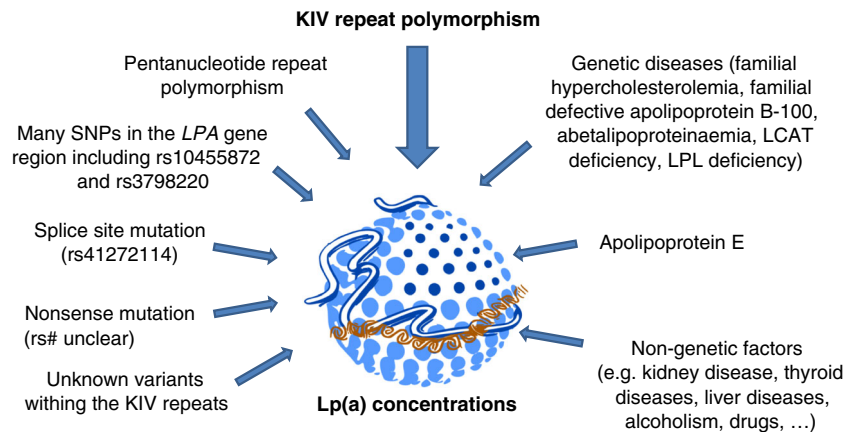 KIV repeat polymorphism
Pentanucleotide repeat
polymorphism
Many SNPs in the LPA gene
region including rs10455872
and rs3798220
Splice site mutation
(rs41272114)
Nonsense mutation
(rs# unclear)
Unknown variants
withing the KIV repeats
Genetic diseases (familial
hypercholesterolemia, familial
defective apolipoprotein B-100,
abetalipoproteinaemia, LCAT
deficiency, LPL deficiency)
Apolipoprotein E
Non-genetic factors
(e.g. kidney disease, thyroid
diseases, liver diseases,
alcoholism, drugs, …)
Lp(a) concentrations